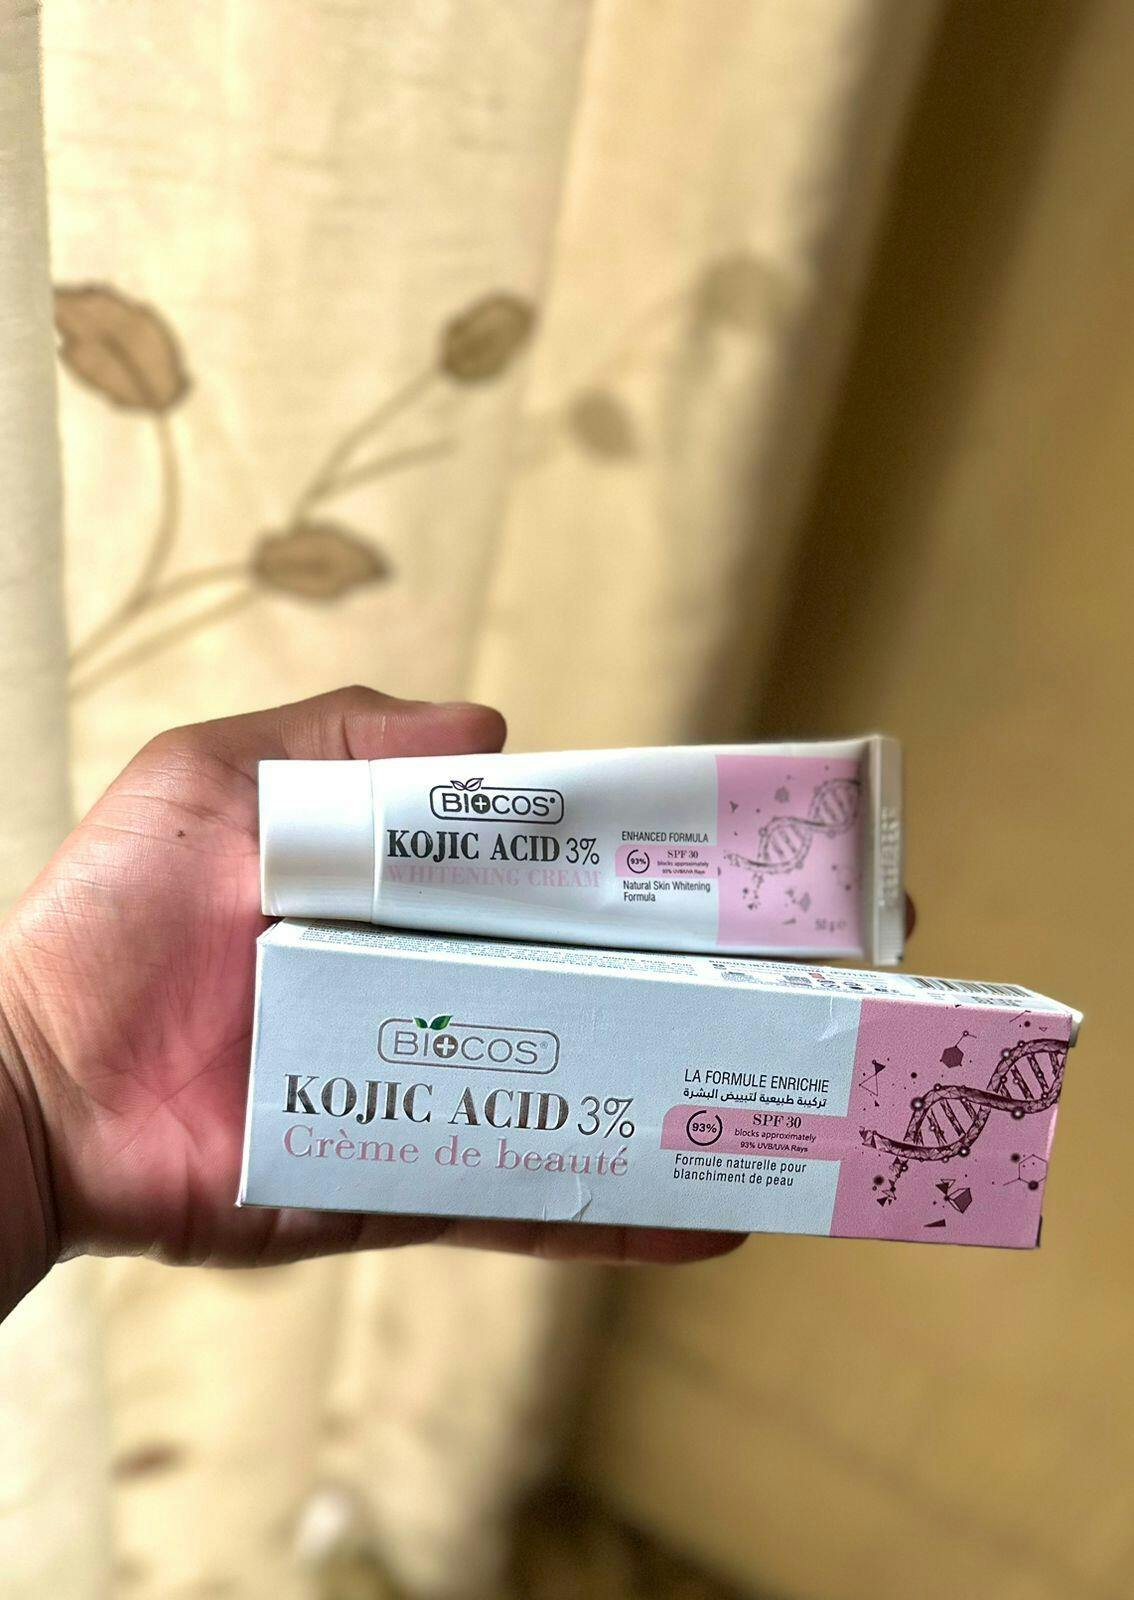 BIOCOS
KOJIC ACID 3%
WHITENING CREAM
ENHANCED FORMULA
93%
SPF 30
blocks approximately
93% UVB/UVA Rays
Natural Skin Whitening
Formula
50 g e
BIOCOS
KOJIC ACID 3%
Crème de beauté
LA FORMULE ENRICHIE
تركيبة طبيعية لتبييض البشرة
93%
SPF 30
blocks approximately
93% UVB/UVA Rays
Formule naturelle pour
blanchiment de peau